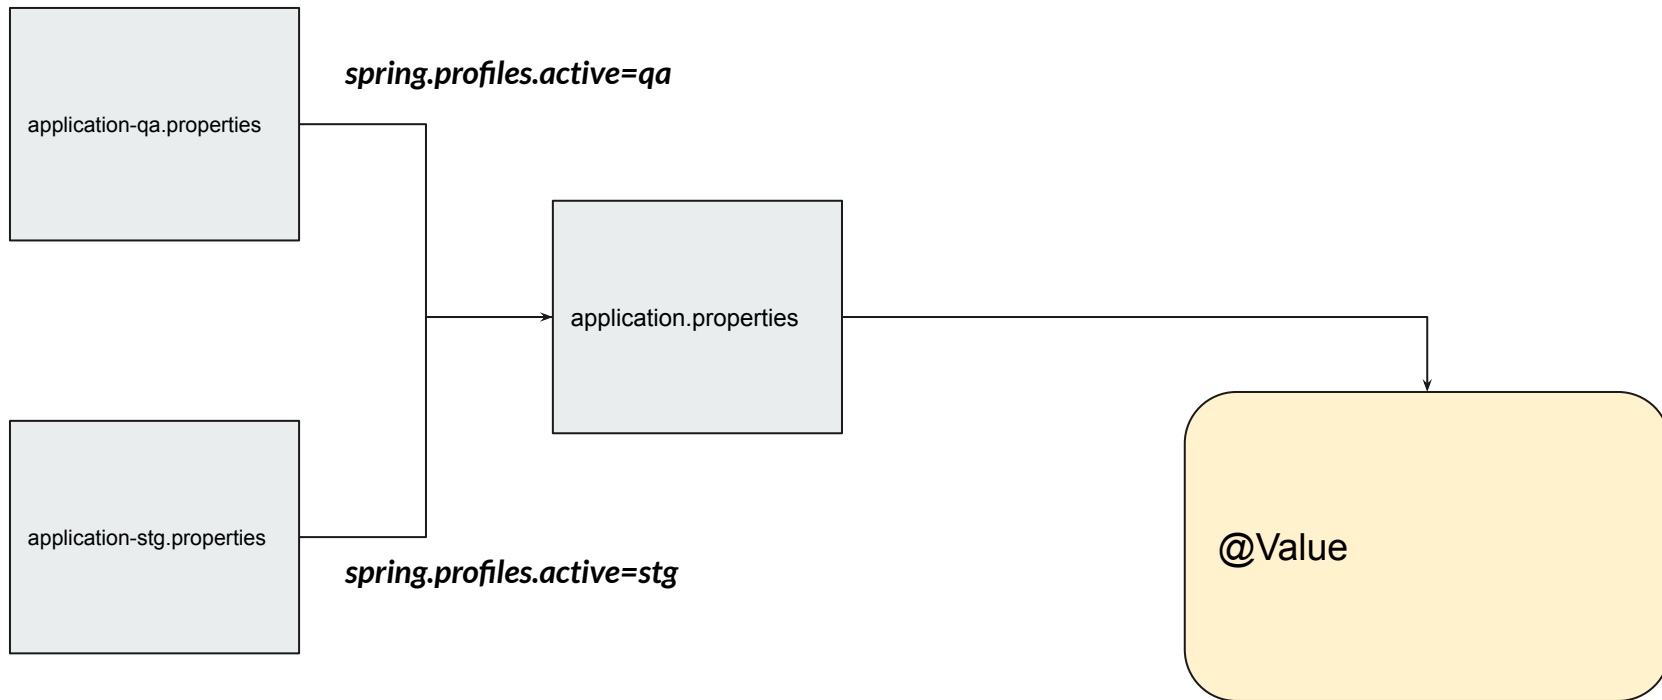 spring.profiles.active=qa
application-qa.properties
application.properties
application-stg.properties
@Value
spring.profiles.active=stg